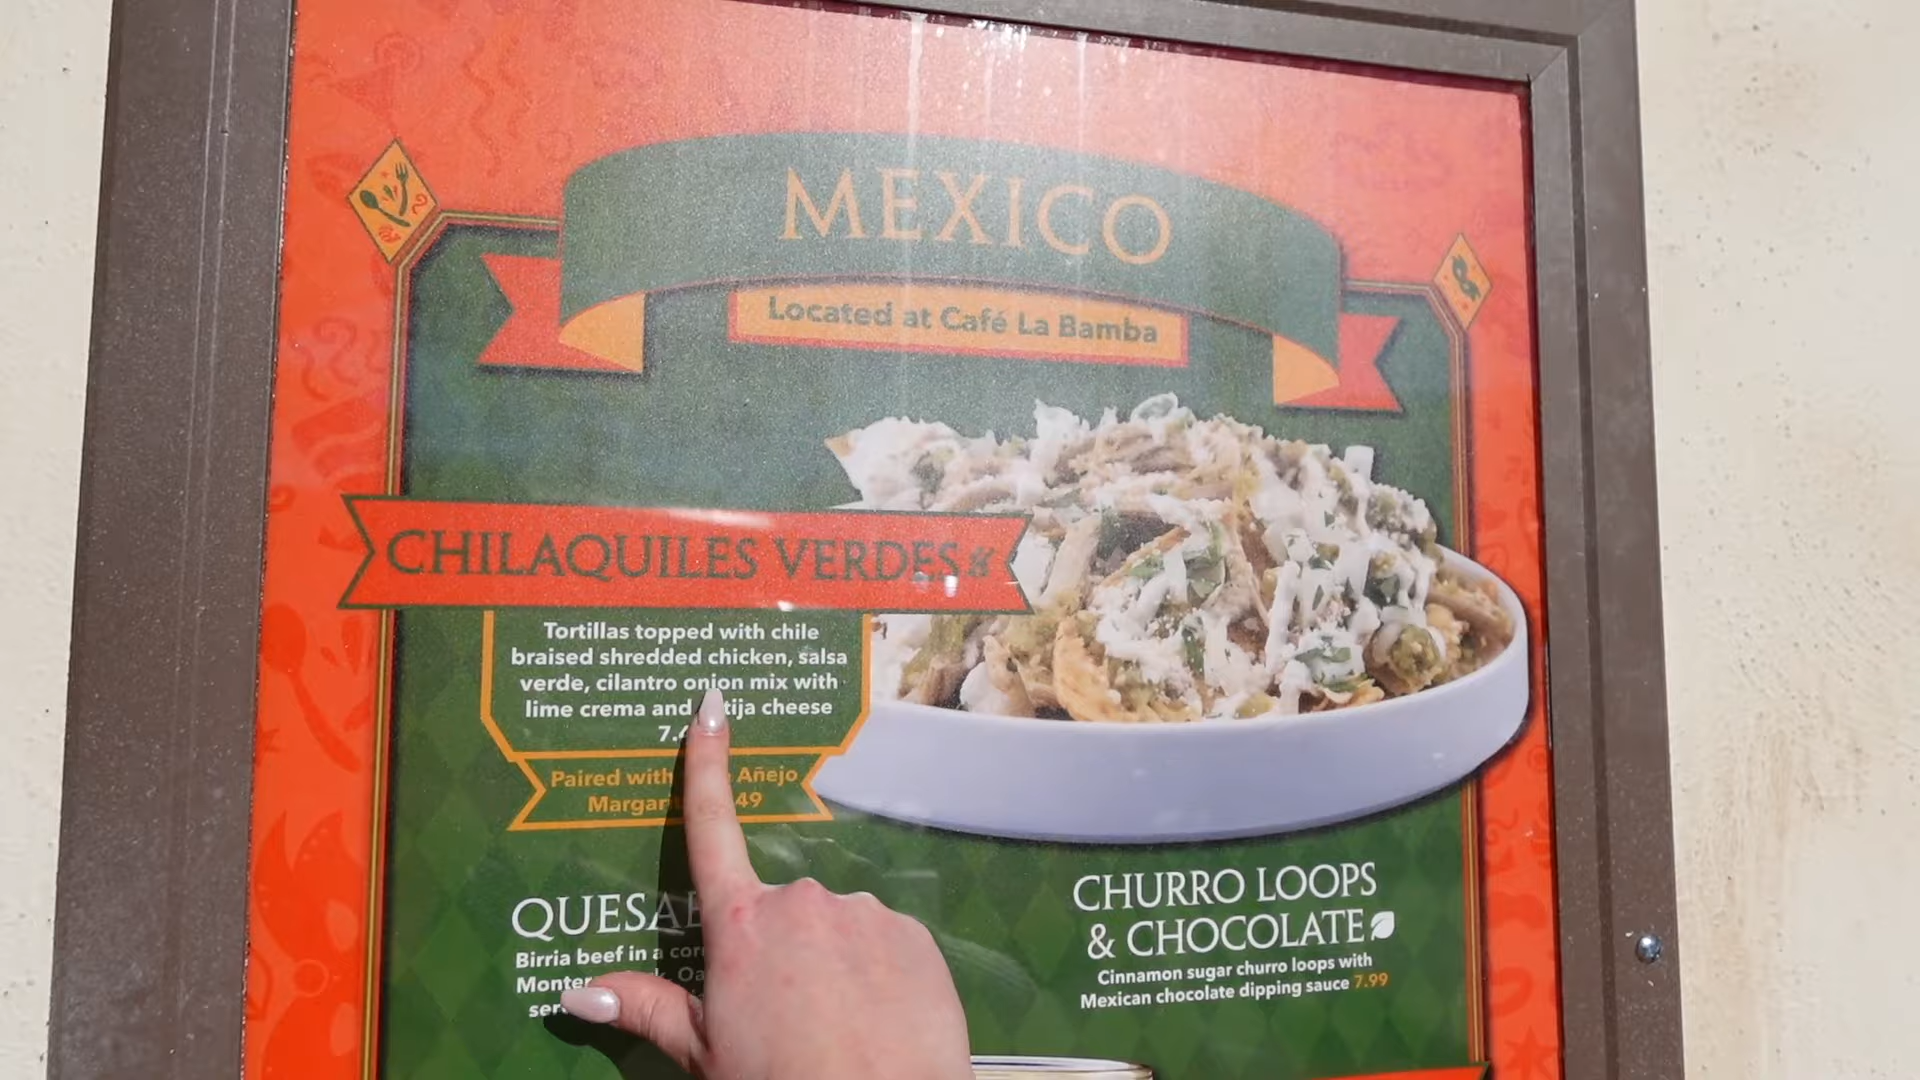 MEXICO
Located at Café La Bamba
CHILAQUILES VERDES
Tortillas topped with chile
braised shredded chicken, salsa
verde, cilantro onion mix with
lime crema and cheese
Paired with Añejo
49
Birria beef in a
CHURRO LOOPS
& CHOCOLATE
Cinnamon sugar churro loops with
Mexican chocolate dipping sauce 7.99